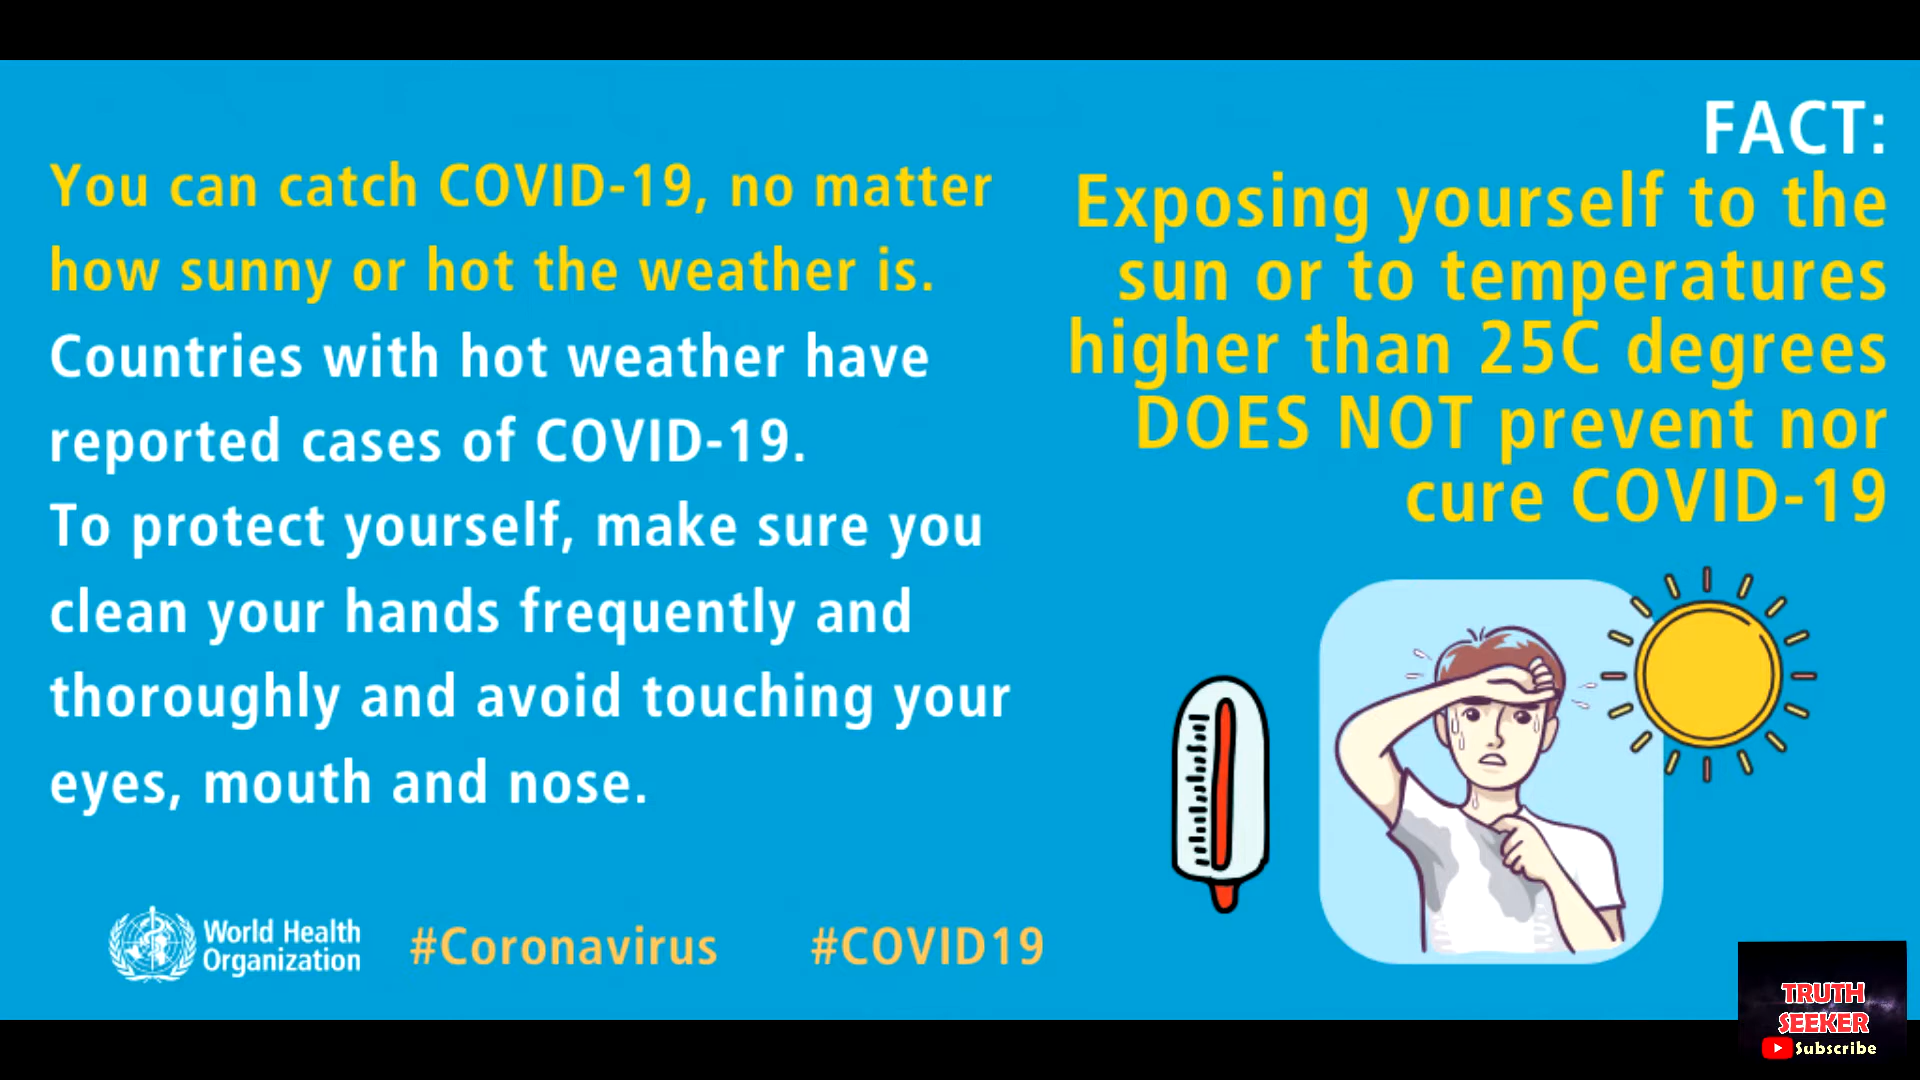 You can catch COVID-19, no matter
how sunny or hot the weather is.
Countries with hot weather have
reported cases of COVID-19.
To protect yourself, make sure you
clean your hands frequently and
thoroughly and avoid touching your
eyes, mouth and nose.
FACT:
Exposing yourself to the
sun or to temperatures
higher than 25C degrees
DOES NOT prevent nor
cure COVID-19
World Health
Organization
#Coronavirus
#COVID19
TRUTH
SEEKER
Subscribe